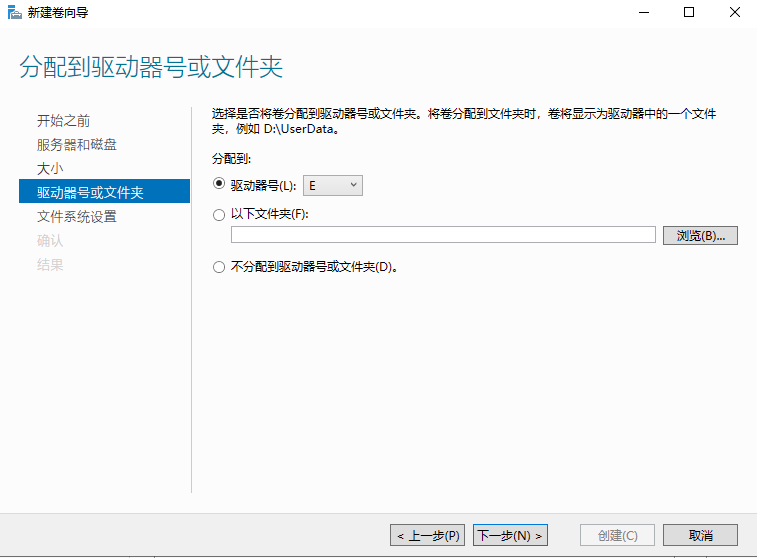 新建卷向导
分配到驱动器号或文件夹
开始之前
服务器和磁盘
大小
驱动器号或文件夹
文件系统设置
确认
结果
选择是否将卷分配到驱动器号或文件夹。将卷分配到文件夹时，卷将显示为驱动器中的一个文件
夹，例如 D:\UserData。
分配到:
驱动器号(L): E
以下文件夹(F):
浏览(B)...
不分配到驱动器号或文件夹(D)。
< 上一步(P) 下一步(N) > 创建(C) 取消